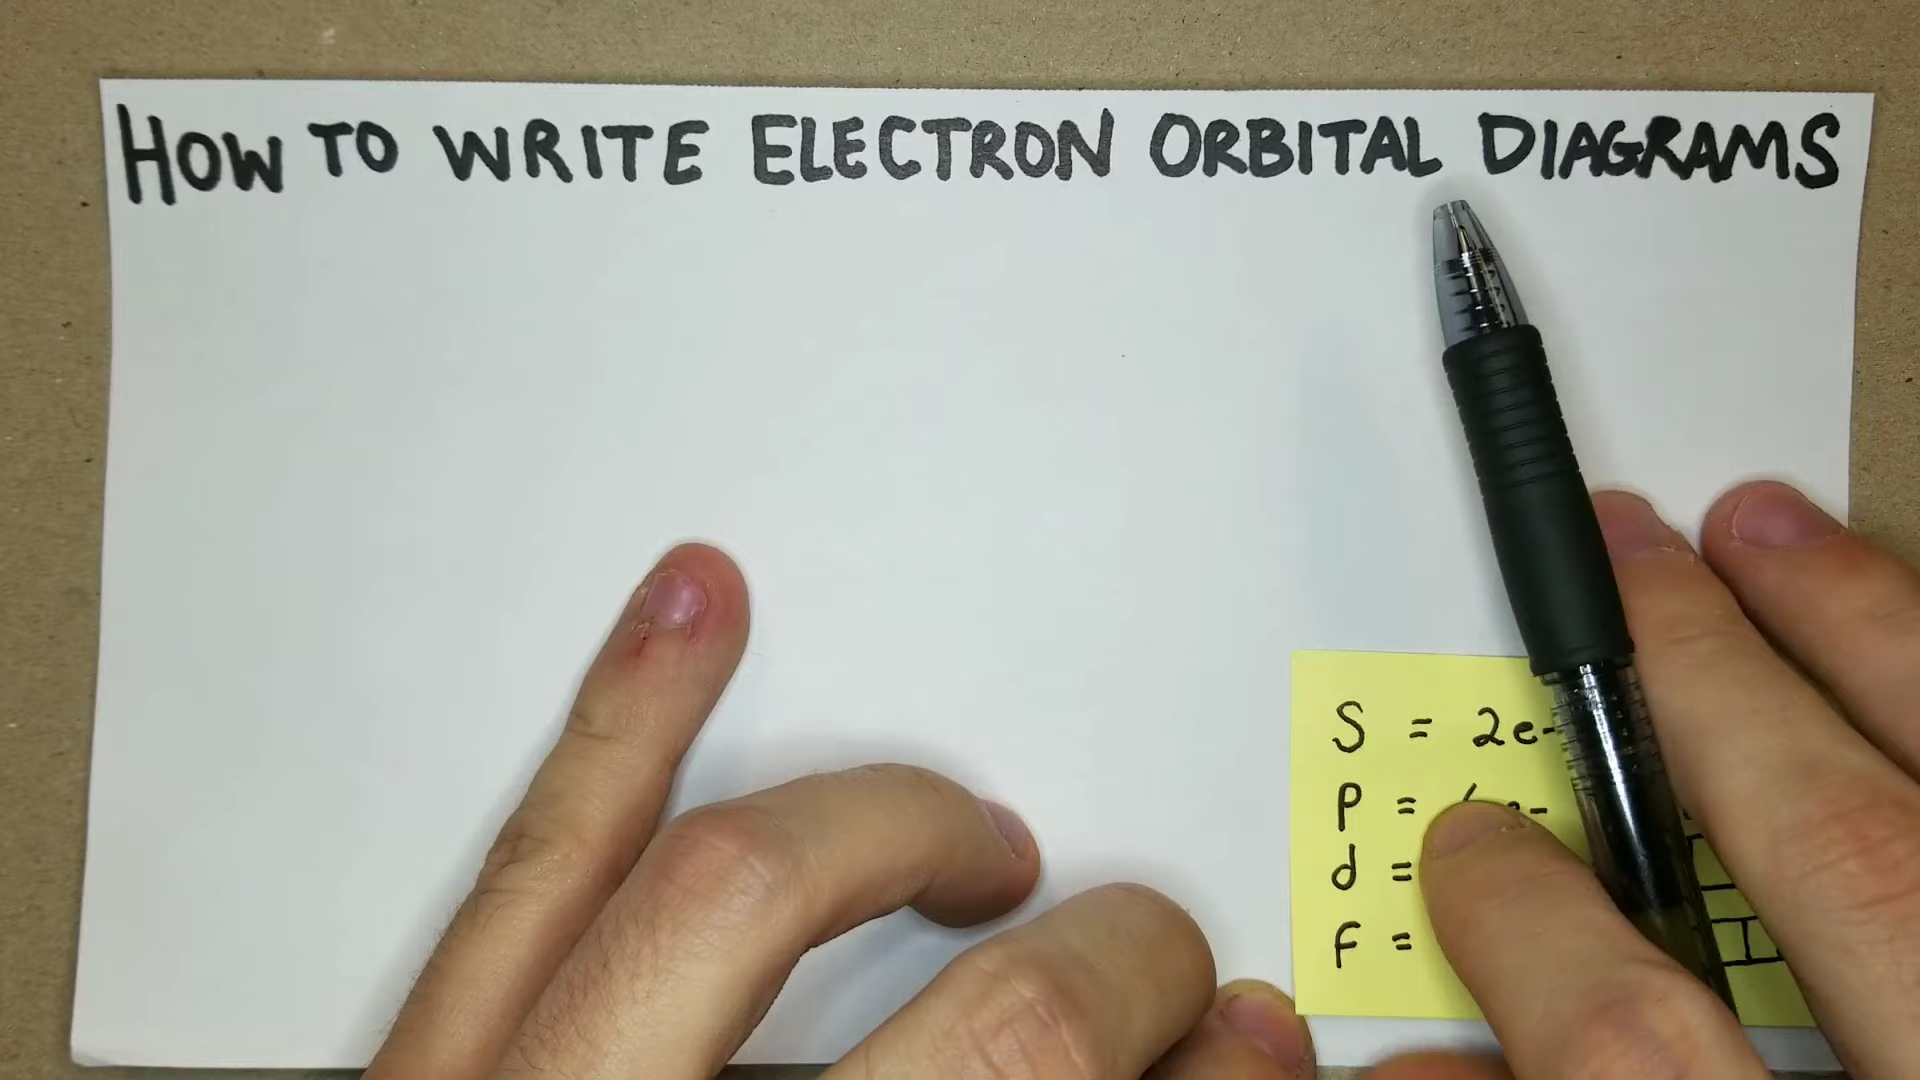 HOW TO WRITE ELECTRON ORBITAL DIAGRAMS
S = 2e-
P = e-
d =
F =